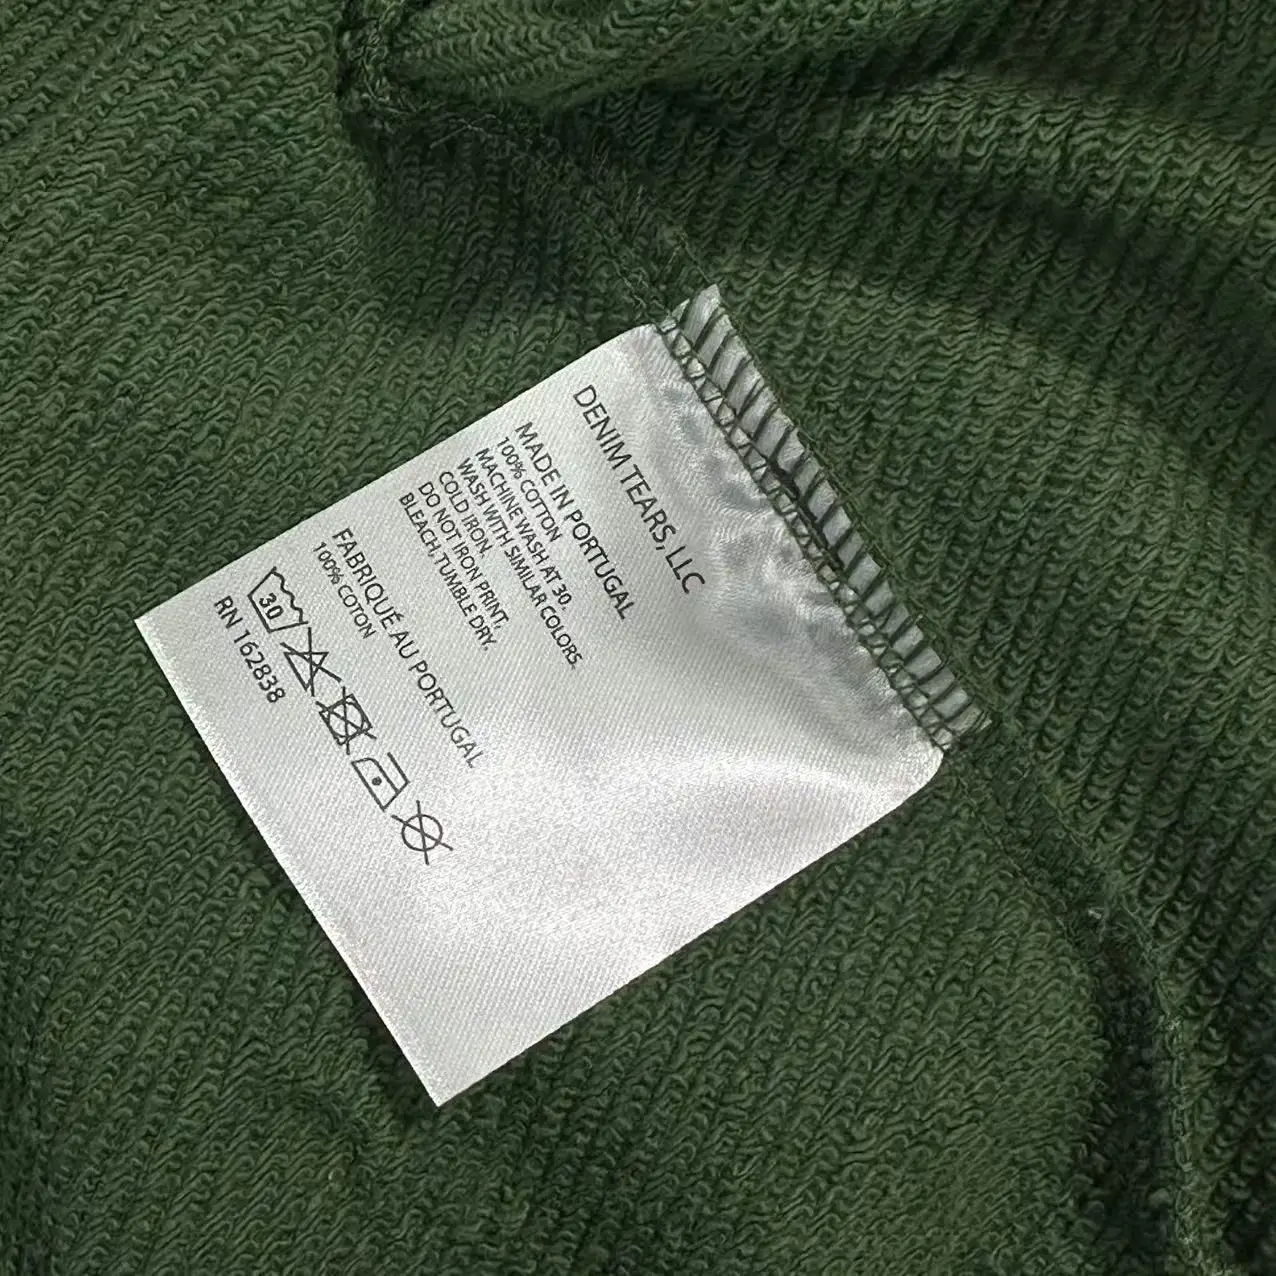 DENIM TEARS, LLC
MADE IN PORTUGAL
100% COTTON
MACHINE WASH AT 30.
WASH WITH SIMILAR COLORS.
COLD IRON.
DO NOT IRON PRINT,
BLEACH, TUMBLE DRY.
FABRIQUÉ AU PORTUGAL
100% COTON
30
RN 162838